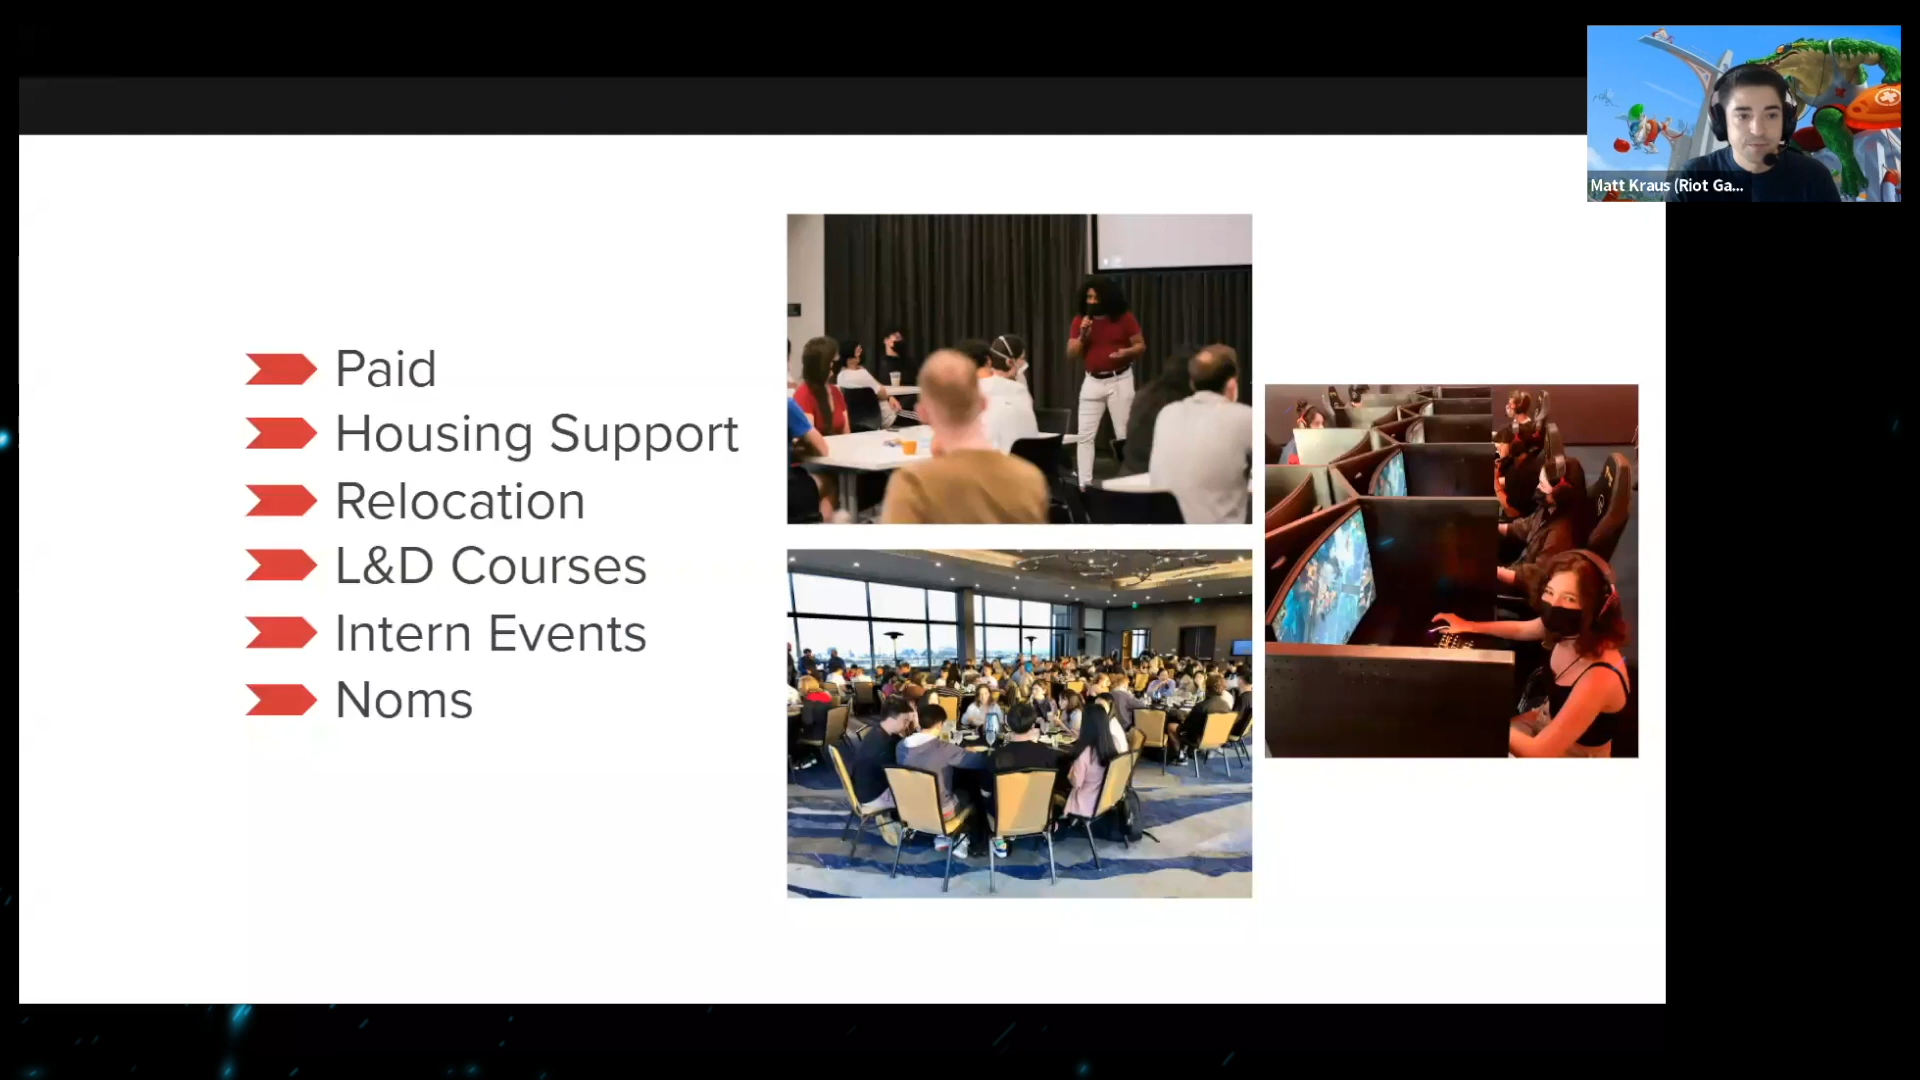 Matt Kraus (Riot Ga...
Paid
Housing Support
Relocation
L&D Courses
Intern Events
Noms